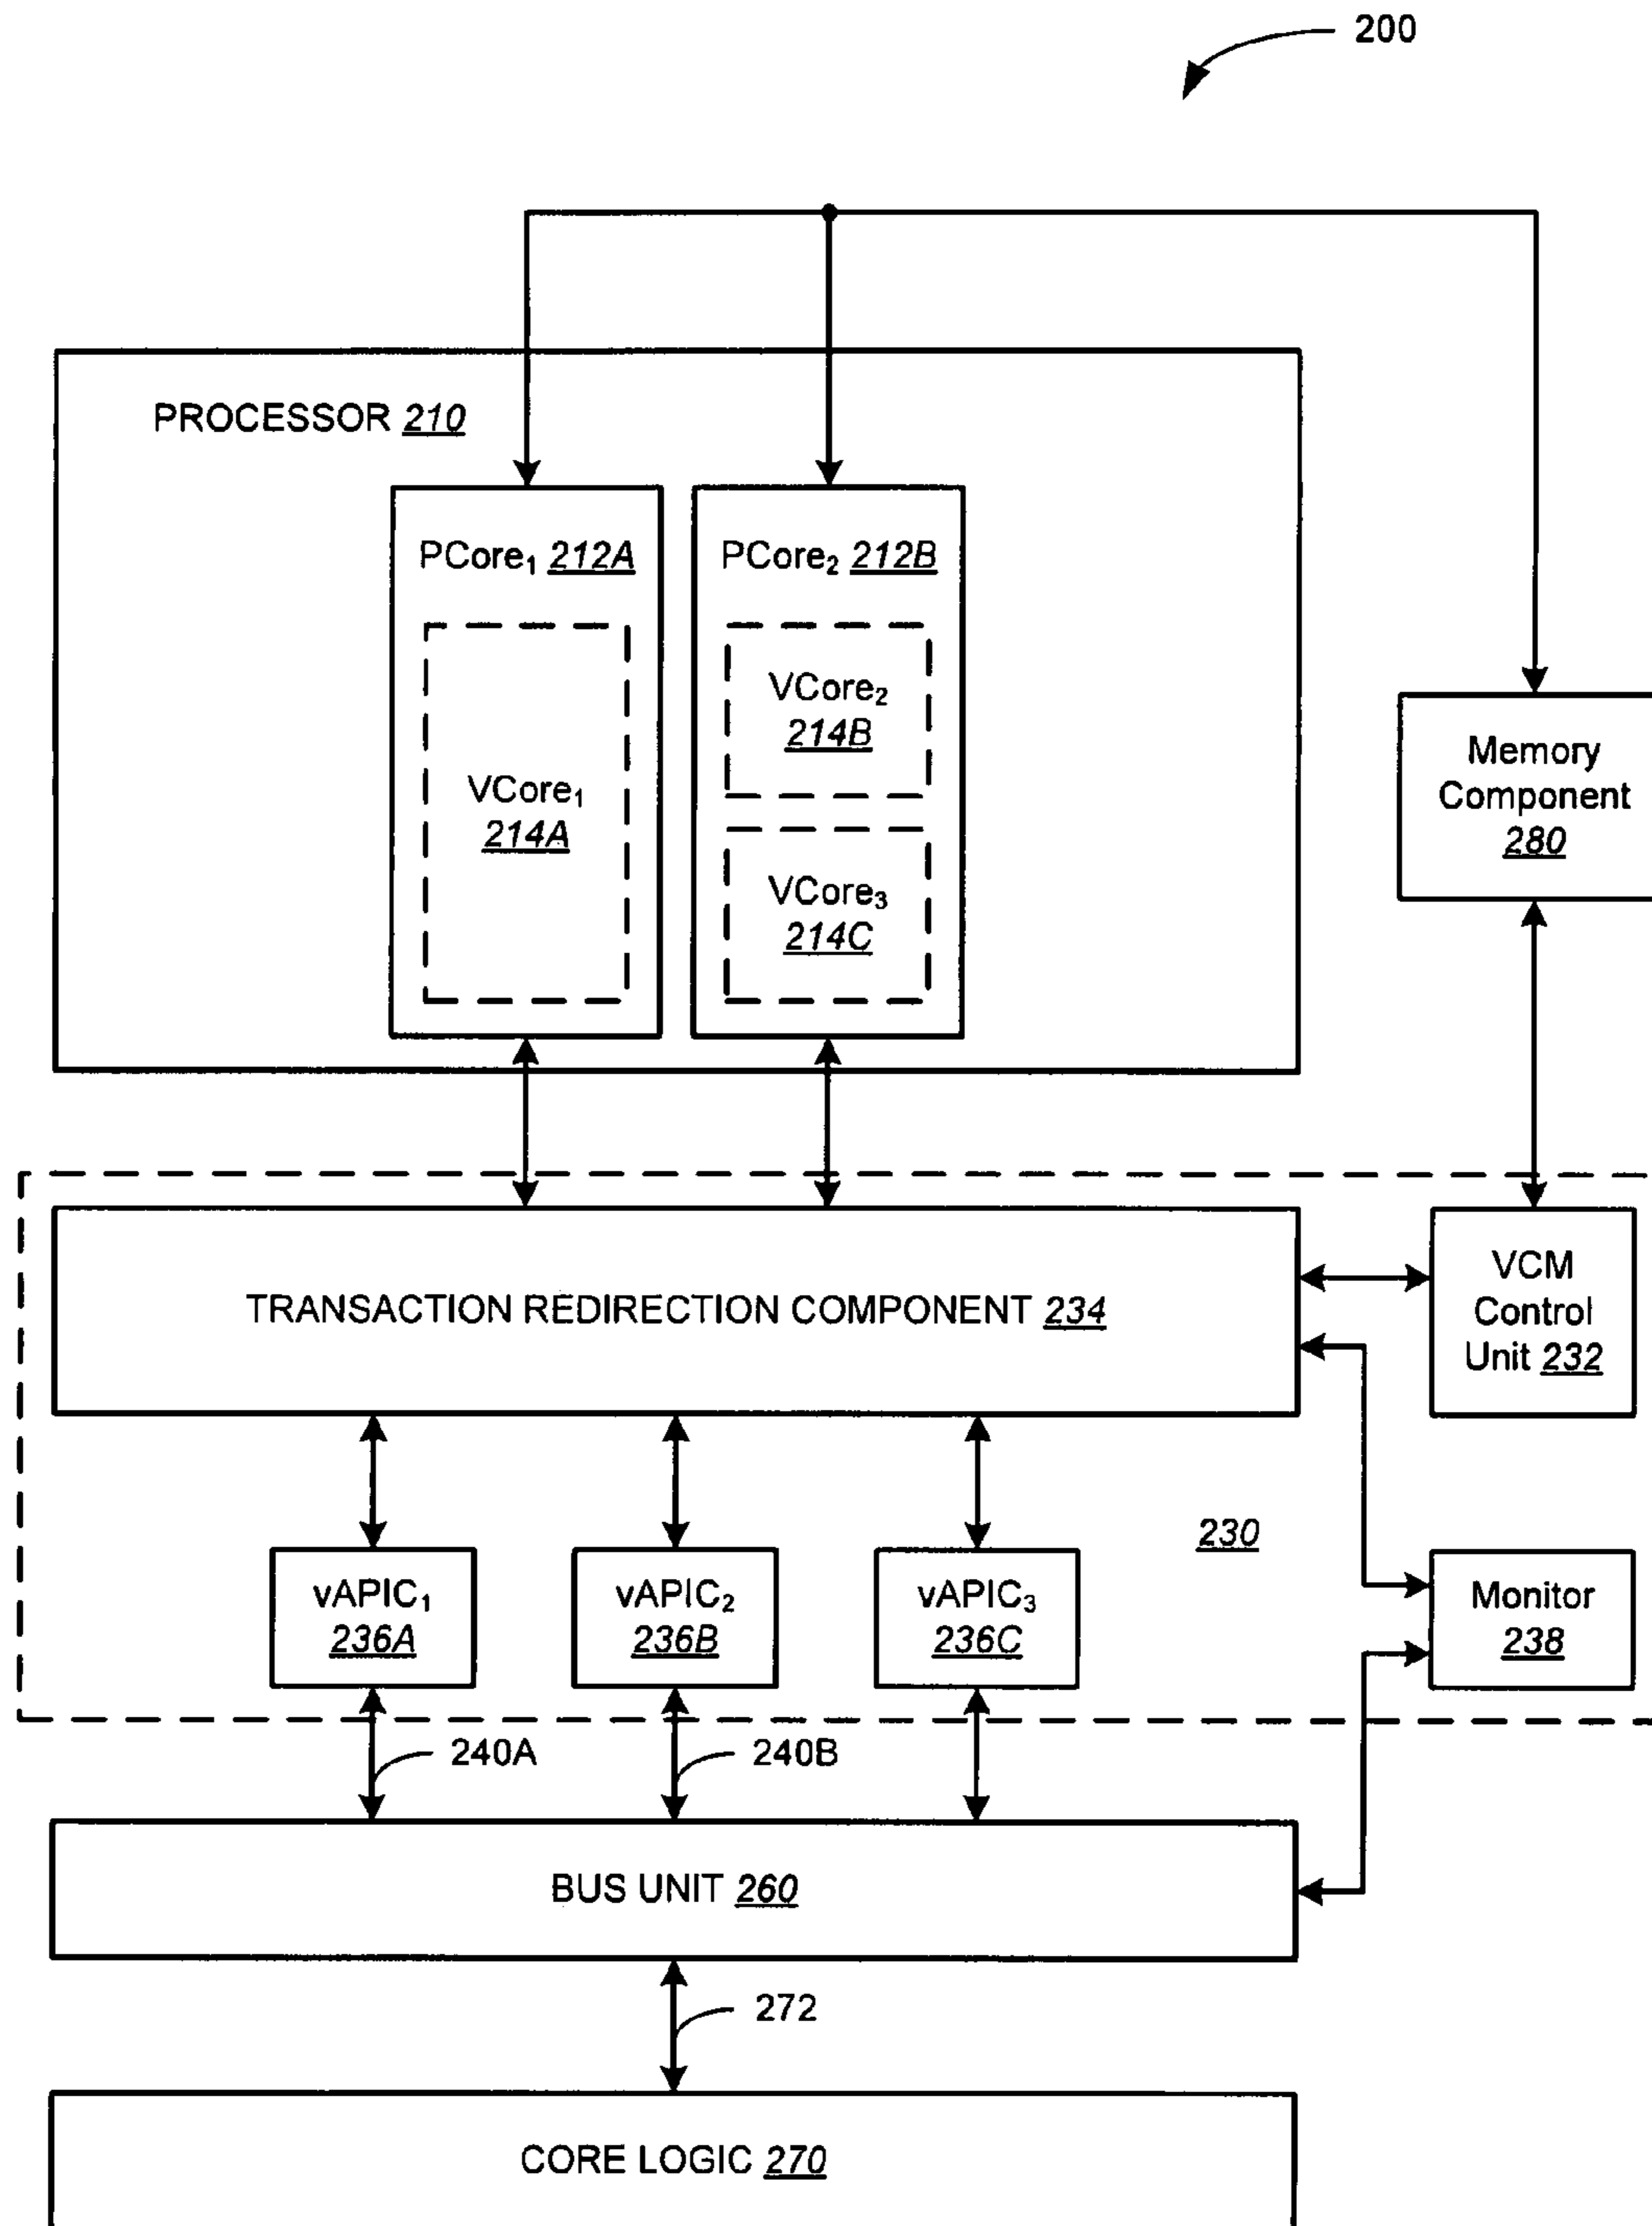 200
PROCESSOR 210
PCore₁ 212A
PCore₂ 212B
VCore₁
214A
VCore₂
214B
VCore₃
214C
Memory
Component
280
TRANSACTION REDIRECTION COMPONENT 234
VCM
Control
Unit 232
230
vAPIC₁
236A
vAPIC₂
236B
vAPIC₃
236C
Monitor
238
240A
240B
BUS UNIT 260
272
CORE LOGIC 270